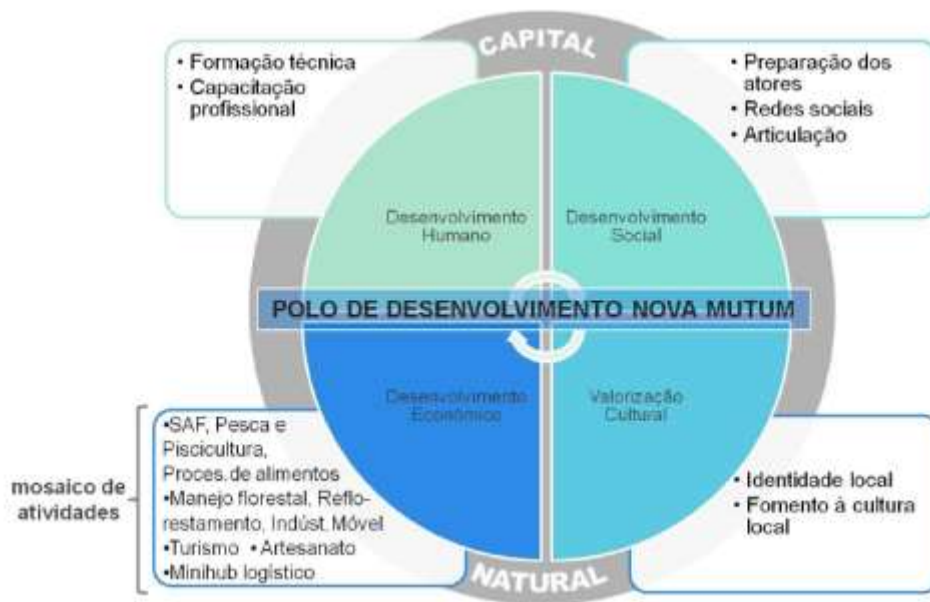 CAPITAL
• Formação técnica
• Capacitação
profissional
• Preparação dos
atores
• Redes sociais
• Articulação
Desenvolvimento
Humano
Desenvolvimento
Social
POLO DE DESENVOLVIMENTO NOVA MUTUM
Desenvolvimento
Econômico
Valorização
Cultural
mosaico de
atividades
•SAF, Pesca e
Piscicultura,
Proces.de alimentos
•Manejo florestal, Reflo-
restamento, Indúst. Móvel
•Turismo •Artesanato
•Minihub logístico
• Identidade local
• Fomento à cultura
local
NATURAL